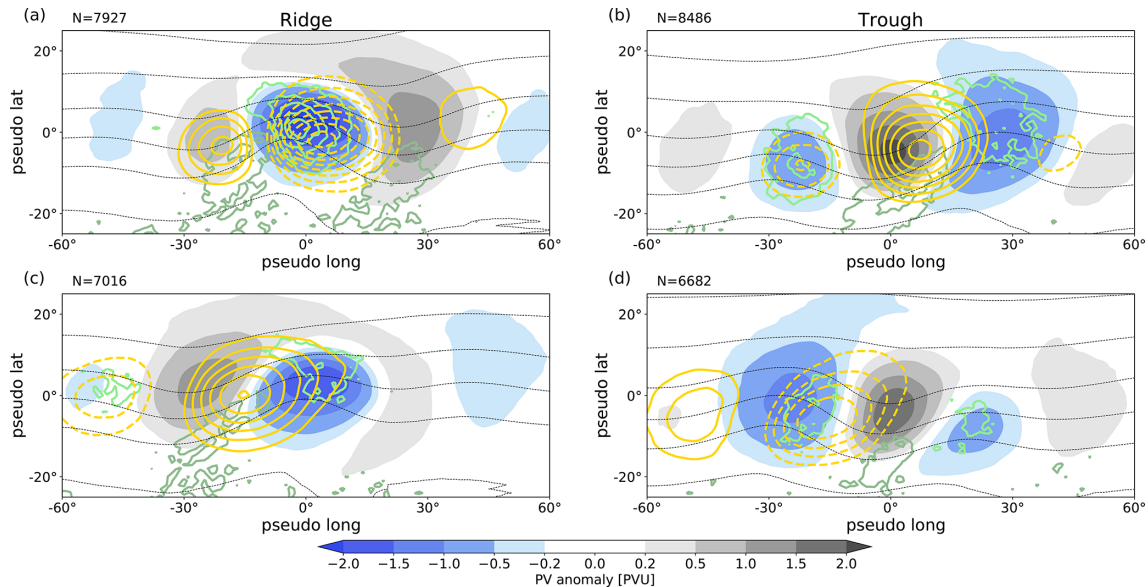 (a) N=7927 Ridge
(b) N=8486 Trough
20°
0°
-20°
pseudo lat
-60° -30° 0° 30° 60°
pseudo long
20°
0°
-20°
pseudo lat
-60° -30° 0° 30° 60°
pseudo long
(c) N=7016
(d) N=6682
20°
0°
-20°
pseudo lat
-60° -30° 0° 30° 60°
pseudo long
20°
0°
-20°
pseudo lat
-60° -30° 0° 30° 60°
pseudo long
−2.0 −1.5 −1.0 −0.5 −0.2 0.0 0.2 0.5 1.0 1.5 2.0
PV anomaly [PVU]